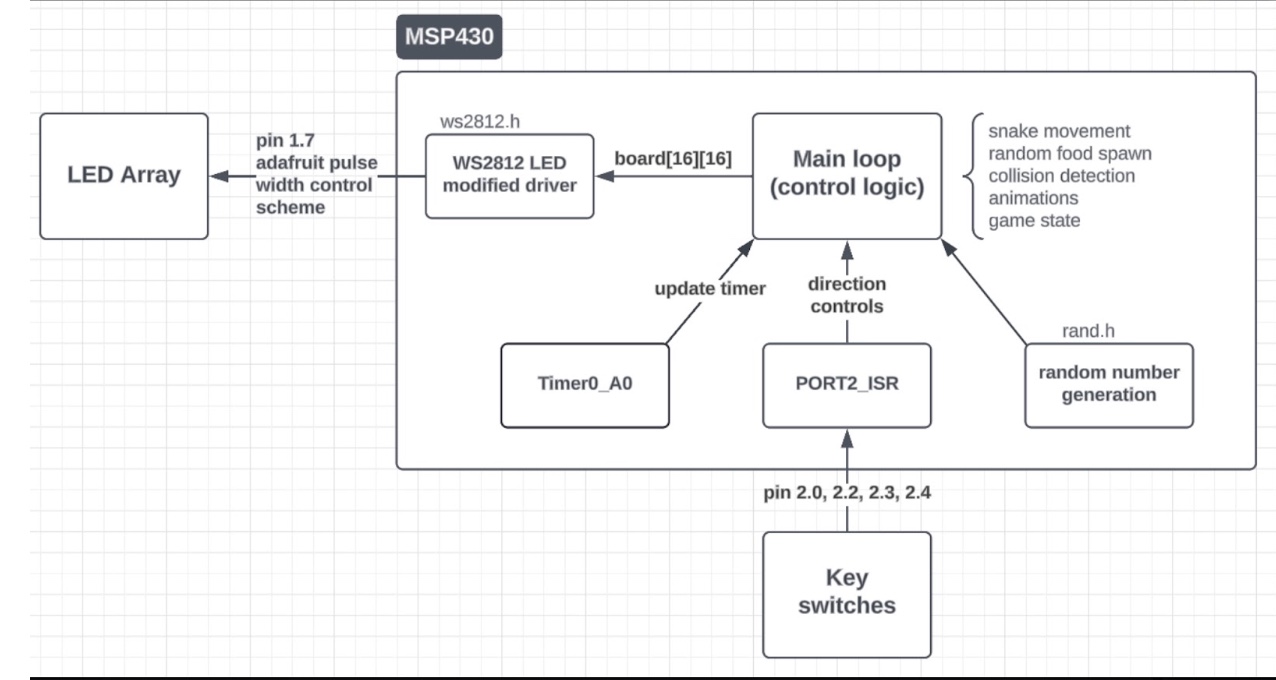 MSP430
LED Array
pin 1.7
adafruit pulse
width control
scheme
ws2812.h
WS2812 LED
modified driver
board[16][16]
Main loop
(control logic)
snake movement
random food spawn
collision detection
animations
game state
update timer
direction
controls
rand.h
Timer0_A0
PORT2_ISR
random number
generation
pin 2.0, 2.2, 2.3, 2.4
Key
switches